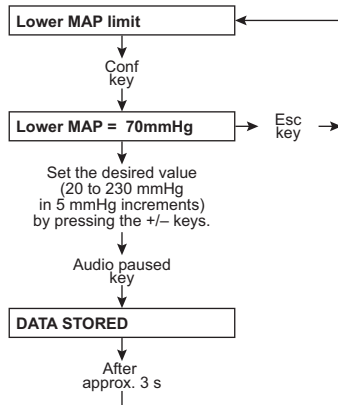 Lower MAP limit
Conf
key
Lower MAP = 70mmHg
Esc
key
Set the desired value
(20 to 230 mmHg
in 5 mmHg increments)
by pressing the +/– keys.
Audio paused
key
DATA STORED
After
approx. 3 s